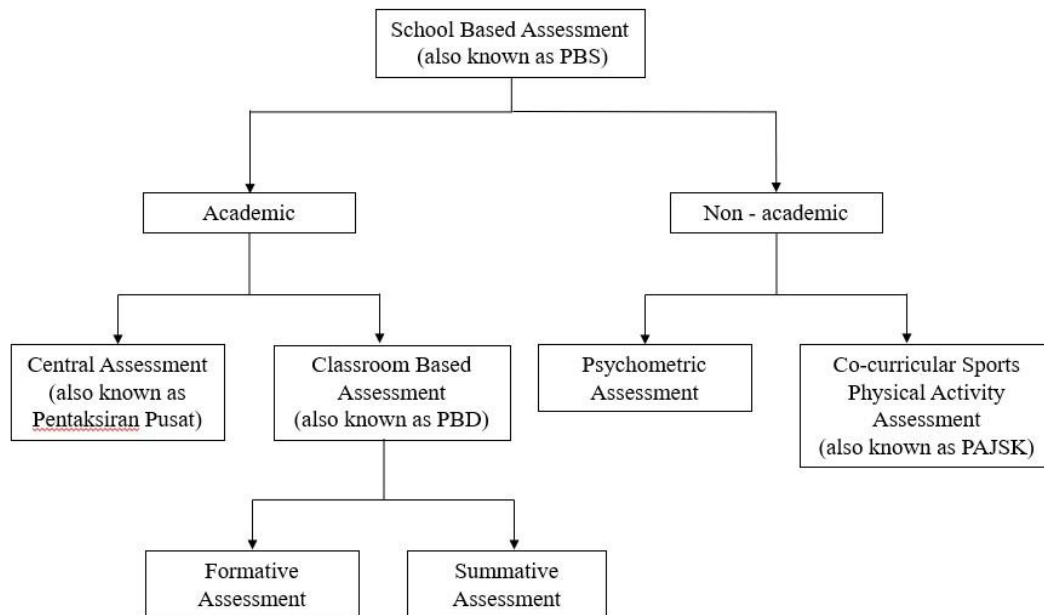 School Based Assessment
(also known as PBS)
Academic
Non - academic
Central Assessment
(also known as
Pentaksiran Pusat)
Classroom Based
Assessment
(also known as PBD)
Psychometric
Assessment
Co-curricular Sports
Physical Activity
Assessment
(also known as PAJSK)
Formative
Assessment
Summative
Assessment